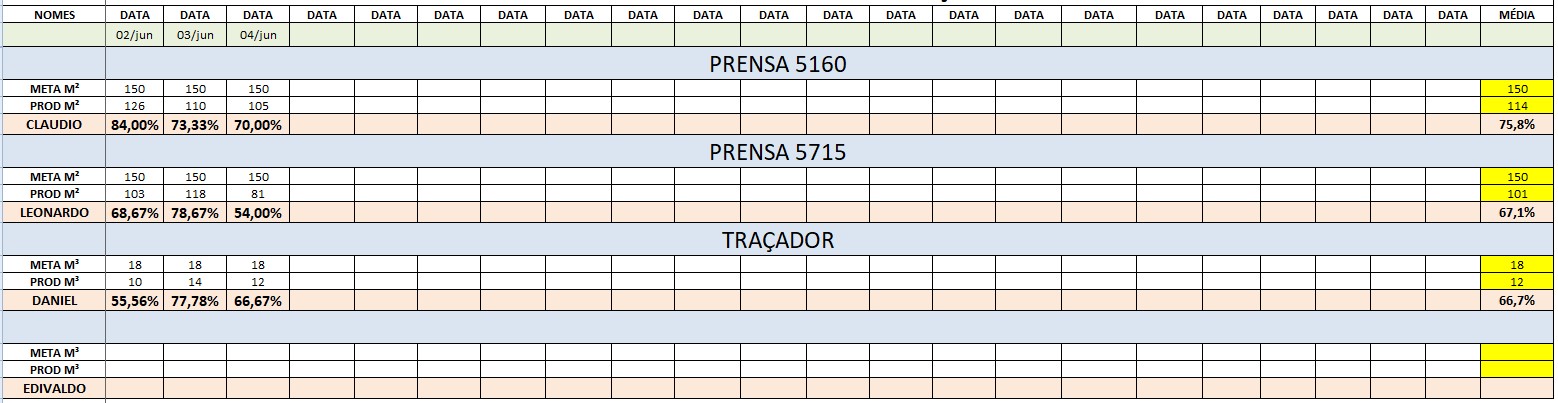 NOMES DATA DATA DATA DATA DATA DATA DATA DATA DATA DATA DATA DATA DATA DATA DATA DATA DATA DATA DATA DATA DATA MÉDIA
02/jun 03/jun 04/jun
PRENSA 5160
META M² 150 150 150 150
PROD M² 126 110 105 114
CLAUDIO 84,00% 73,33% 70,00% 75,8%
PRENSA 5715
META M² 150 150 150 150
PROD M² 103 118 81 101
LEONARDO 68,67% 78,67% 54,00% 67,1%
TRAÇADOR
META M³ 18 18 18 18
PROD M³ 10 14 12 12
DANIEL 55,56% 77,78% 66,67% 66,7%
META M³
PROD M³
EDIVALDO